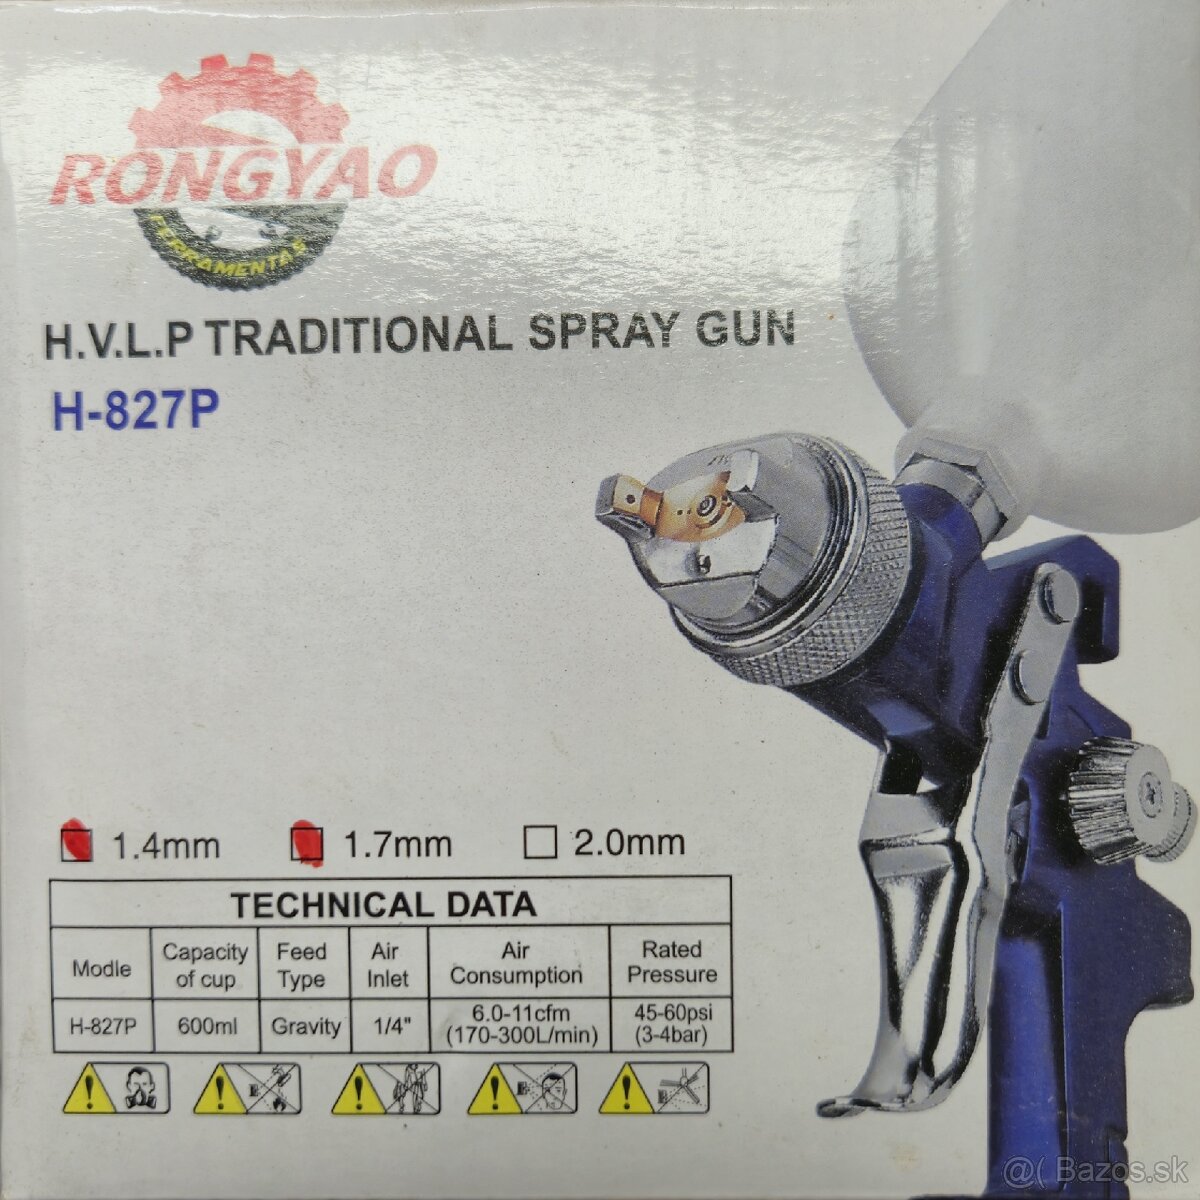 RONGYAO
FERRAMENTAS
H.V.L.P TRADITIONAL SPRAY GUN
H-827P
1.4mm 1.7mm 2.0mm
TECHNICAL DATA
Modle Capacity of cup Feed Type Air Inlet Air Consumption Rated Pressure
H-827P 600ml Gravity 1/4" 6.0-11cfm (170-300L/min) 45-60psi (3-4bar)
@( Bazos.sk